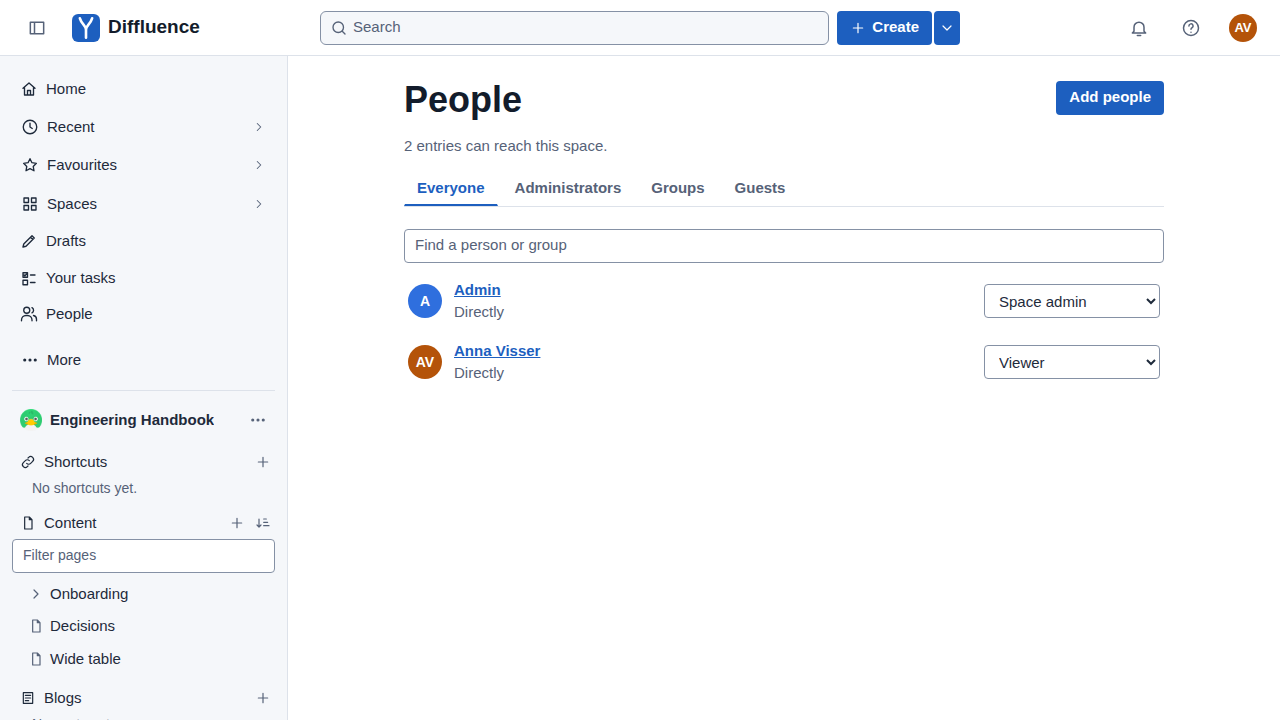 Diffluence
Search
Create
AV
Home
Recent
Favourites
Spaces
Drafts
Your tasks
People
More
Engineering Handbook
Shortcuts
No shortcuts yet.
Content
Filter pages
Onboarding
Decisions
Wide table
Blogs
People
Add people
2 entries can reach this space.
Everyone
Administrators
Groups
Guests
Find a person or group
A
Admin
Directly
Space admin
AV
Anna Visser
Directly
Viewer